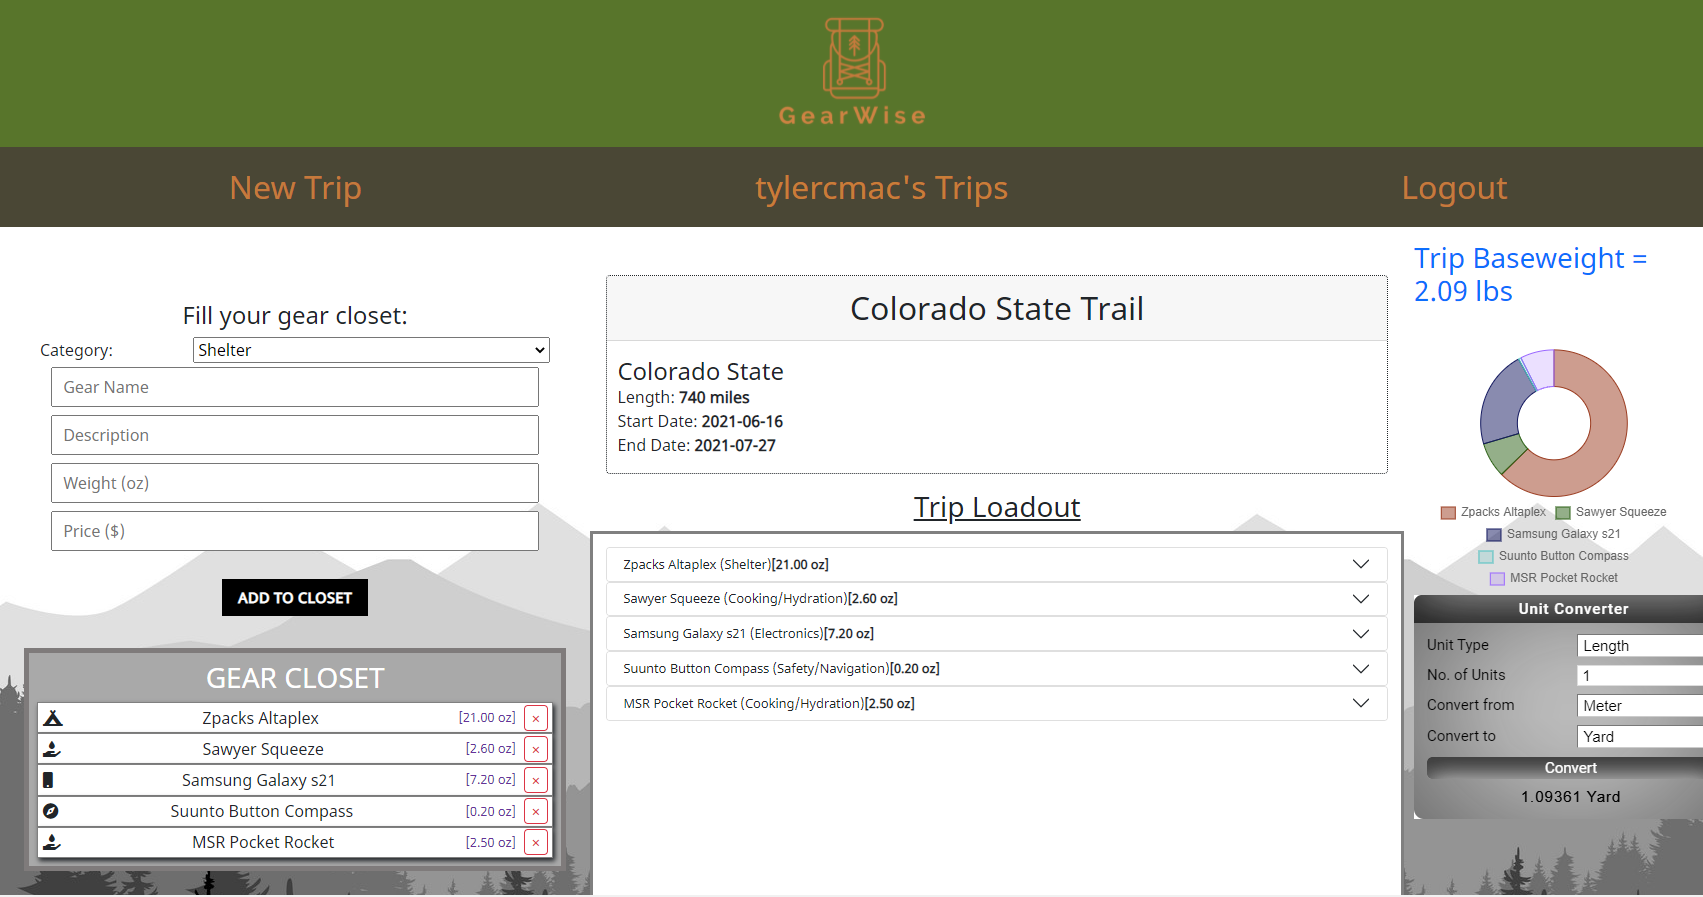 GearWise
New Trip
tylercmac's Trips
Logout
Fill your gear closet:
Category:
Shelter
Gear Name
Description
Weight (oz)
Price ($)
ADD TO CLOSET
GEAR CLOSET
Zpacks Altaplex [21.00 oz] ×
Sawyer Squeeze [2.60 oz] ×
Samsung Galaxy s21 [7.20 oz] ×
Suunto Button Compass [0.20 oz] ×
MSR Pocket Rocket [2.50 oz] ×
Colorado State Trail
Colorado State
Length: 740 miles
Start Date: 2021-06-16
End Date: 2021-07-27
Trip Loadout
Zpacks Altaplex (Shelter)[21.00 oz]
Sawyer Squeeze (Cooking/Hydration)[2.60 oz]
Samsung Galaxy s21 (Electronics)[7.20 oz]
Suunto Button Compass (Safety/Navigation)[0.20 oz]
MSR Pocket Rocket (Cooking/Hydration)[2.50 oz]
Trip Baseweight =
2.09 lbs
Zpacks Altaplex Sawyer Squeeze
Samsung Galaxy s21
Suunto Button Compass
MSR Pocket Rocket
Unit Converter
Unit Type Length
No. of Units 1
Convert from Meter
Convert to Yard
Convert
1.09361 Yard